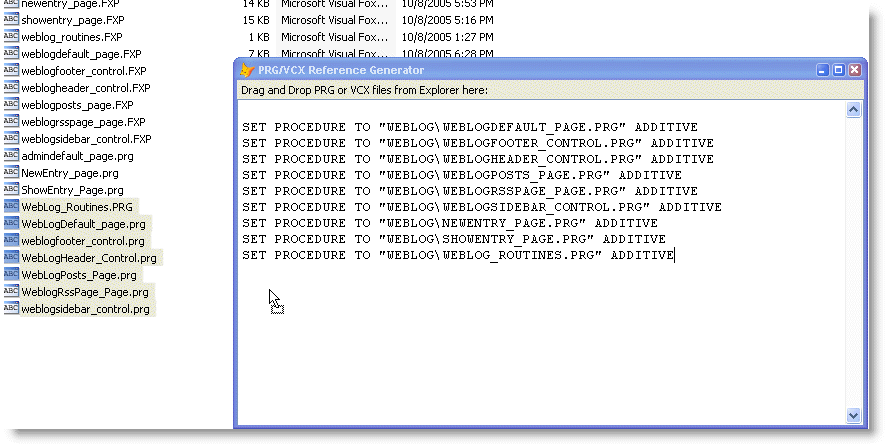 newentry_page.FXP 14 KB Microsoft Visual Fox... 10/8/2005 5:53 PM
showentry_page.FXP 15 KB Microsoft Visual Fox... 10/8/2005 5:16 PM
weblog_routines.FXP 1 KB Microsoft Visual Fox... 10/8/2005 1:27 PM
weblogdefault_page.FXP 7 KB Microsoft Visual Fox... 10/8/2005 6:28 PM
weblogfooter_control.FXP
weblogheader_control.FXP
weblogposts_page.FXP
weblogrsspage_page.FXP
weblogsidebar_control.FXP
admindefault_page.prg
NewEntry_page.prg
ShowEntry_Page.prg
WebLog_Routines.PRG
WebLogDefault_page.prg
weblogfooter_control.prg
WebLogHeader_Control.prg
WebLogPosts_Page.prg
WeblogRssPage_Page.prg
weblogsidebar_control.prg
PRG/VCX Reference Generator
Drag and Drop PRG or VCX files from Explorer here:
SET PROCEDURE TO "WEBLOG\WEBLOGDEFAULT_PAGE.PRG" ADDITIVE
SET PROCEDURE TO "WEBLOG\WEBLOGFOOTER_CONTROL.PRG" ADDITIVE
SET PROCEDURE TO "WEBLOG\WEBLOGHEADER_CONTROL.PRG" ADDITIVE
SET PROCEDURE TO "WEBLOG\WEBLOGPOSTS_PAGE.PRG" ADDITIVE
SET PROCEDURE TO "WEBLOG\WEBLOGRSSPAGE_PAGE.PRG" ADDITIVE
SET PROCEDURE TO "WEBLOG\WEBLOGSIDEBAR_CONTROL.PRG" ADDITIVE
SET PROCEDURE TO "WEBLOG\NEWENTRY_PAGE.PRG" ADDITIVE
SET PROCEDURE TO "WEBLOG\SHOWENTRY_PAGE.PRG" ADDITIVE
SET PROCEDURE TO "WEBLOG\WEBLOG_ROUTINES.PRG" ADDITIVE